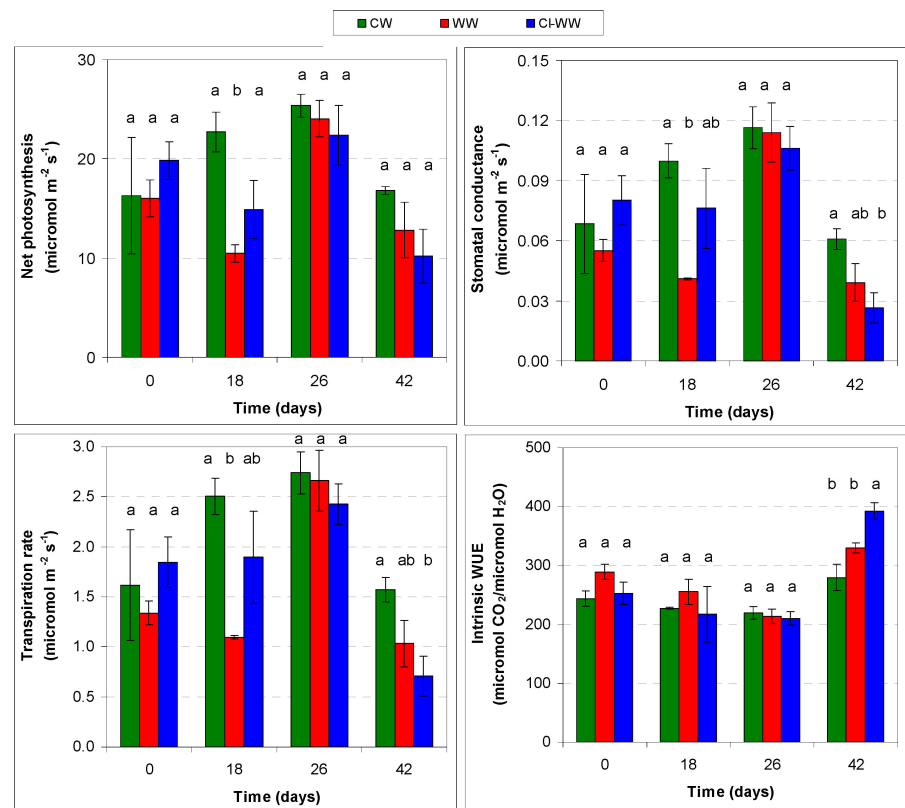 CW WW Cl-WW
30
20
10
0
Net photosynthesis
(micromol m-2 s-1)
a a a
a b a
a a a
a a a
0 18 26 42
Time (days)
0.15
0.12
0.09
0.06
0.03
0.00
Stomatal conductance
(micromol m-2 s-1)
a a a
a b ab
a a a
a ab b
0 18 26 42
Time (days)
3.0
2.5
2.0
1.5
1.0
0.5
0.0
Transpiration rate
(micromol m-2 s-1)
a a a
a b ab
a a a
a ab b
0 18 26 42
Time (days)
500
400
300
200
100
0
Intrinsic WUE
(micromol CO2/micromol H2O)
a a a
a a a
a a a
b b a
0 18 26 42
Time (days)